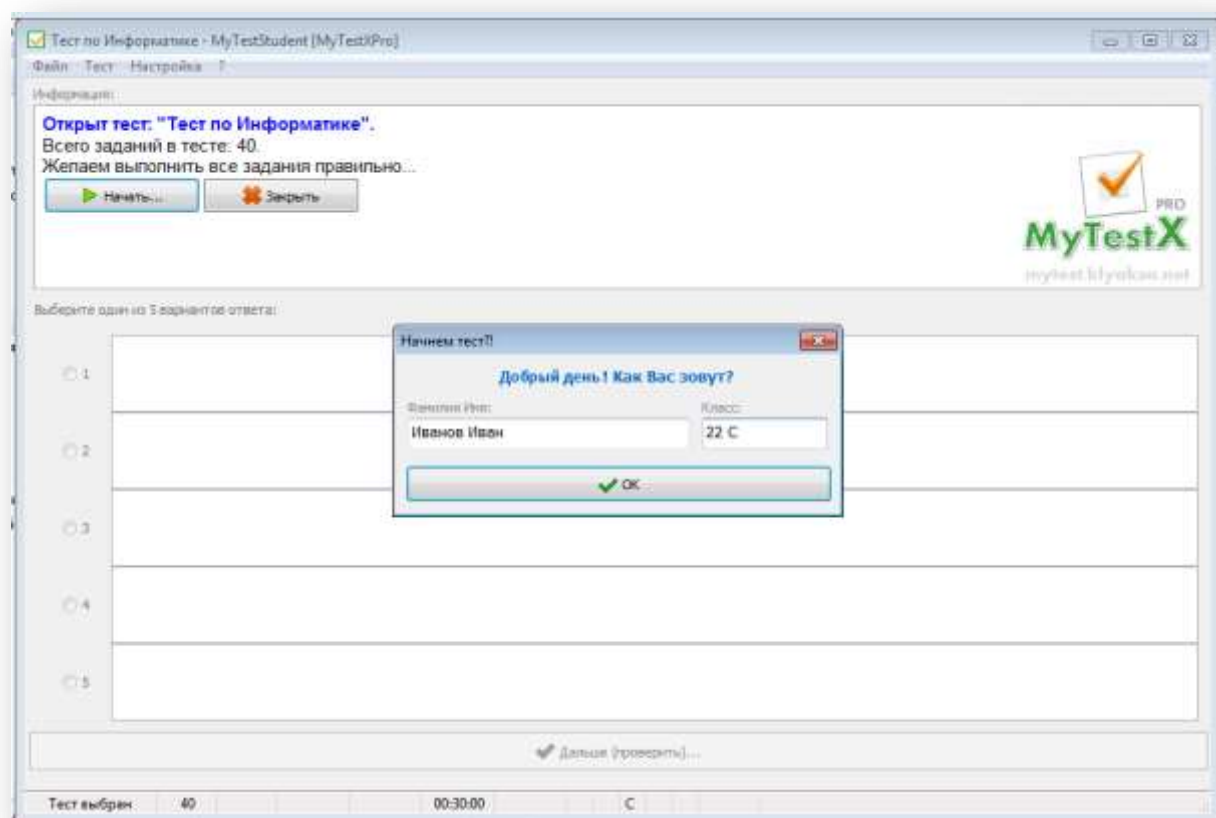 Тест по Информатике - MyTestStudent [MyTestXPro]
Файл Тест Настройка ?
Информация:
Открыт тест: "Тест по Информатике".
Всего заданий в тесте: 40.
Желаем выполнить все задания правильно...
Начать... Закрыть
PRO
MyTestX
mytest.klyaksa.net
Выберите один из 5 вариантов ответа:
Начнем тест?!
Добрый день! Как Вас зовут?
Фамилия Имя: Класс:
Иванов Иван 22 С
OK
1
2
3
4
5
Дальше (проверить)...
Тест выбран 40 00:30:00 С